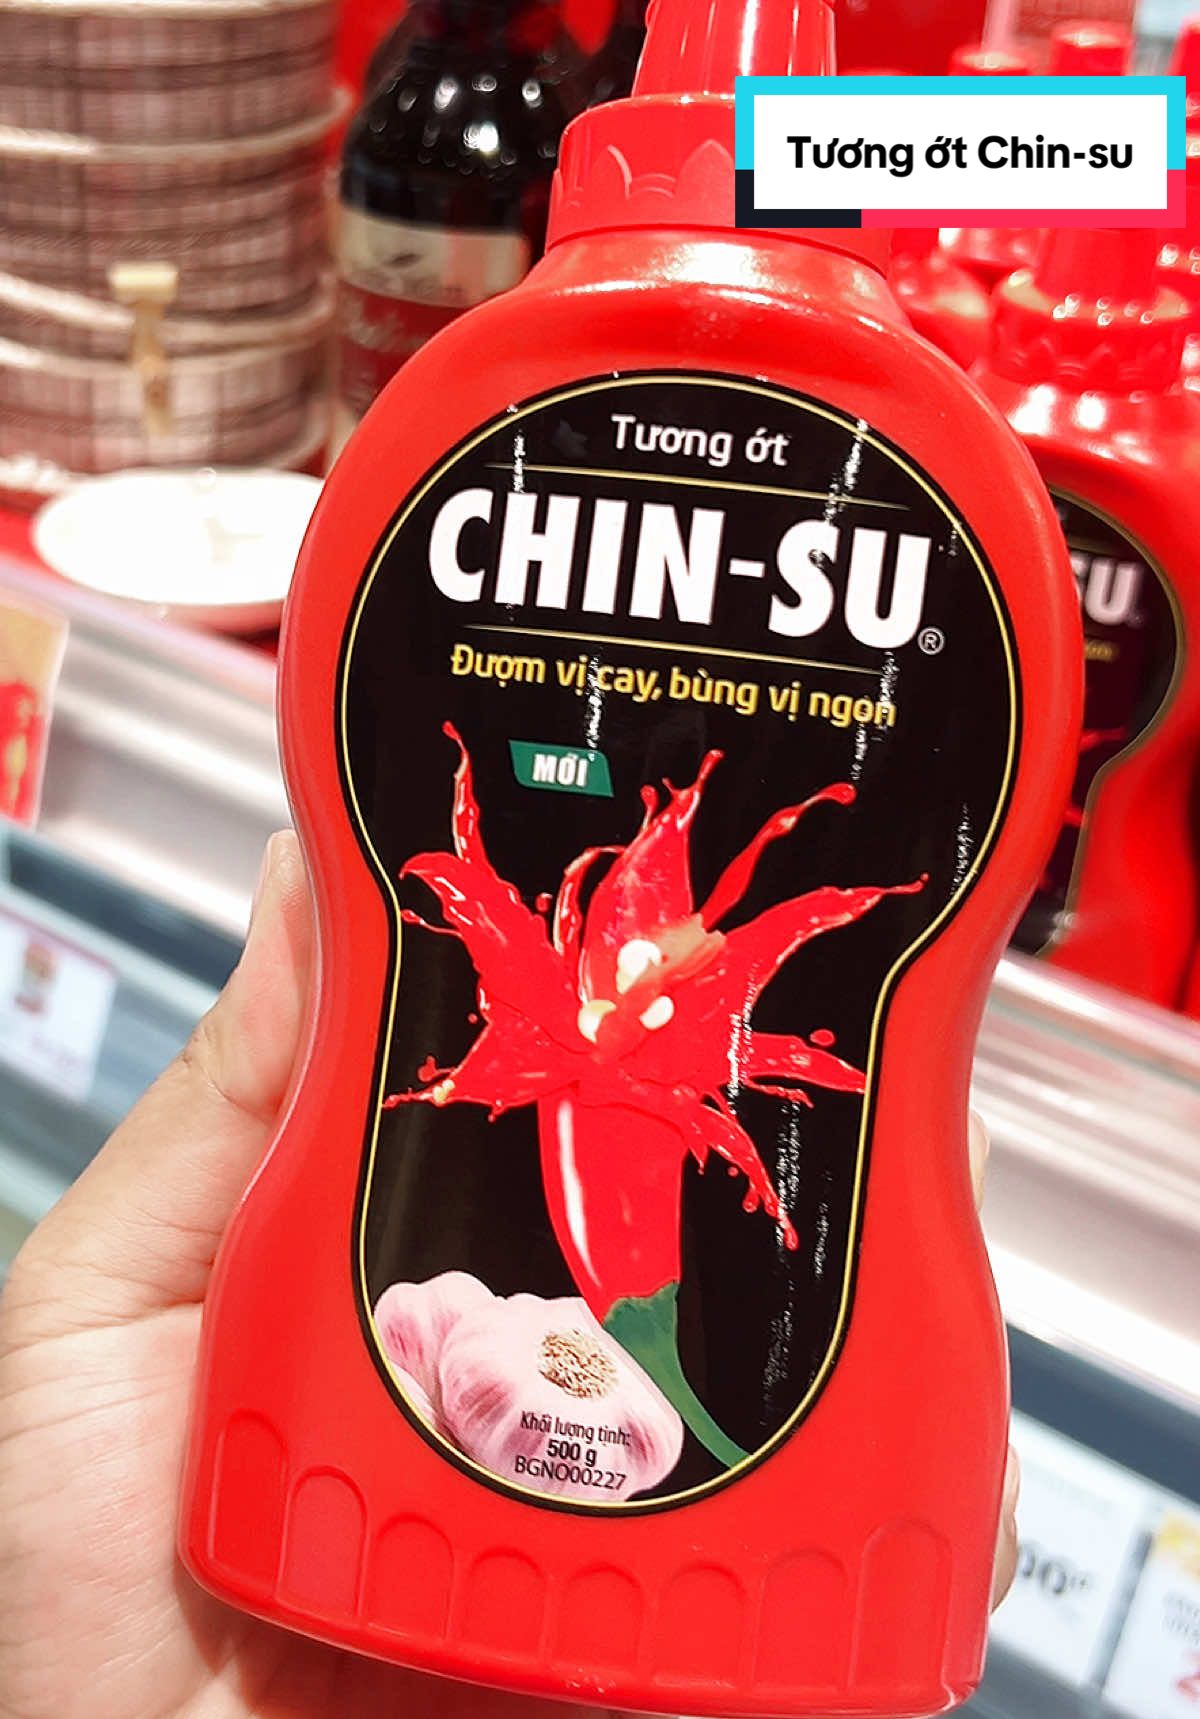 Tương ớt Chin-su
Tương ớt
CHIN-SU®
Đượm vị cay, bùng vị ngon
MỚI
Khối lượng tịnh:
500 g
BGNO00227
SU